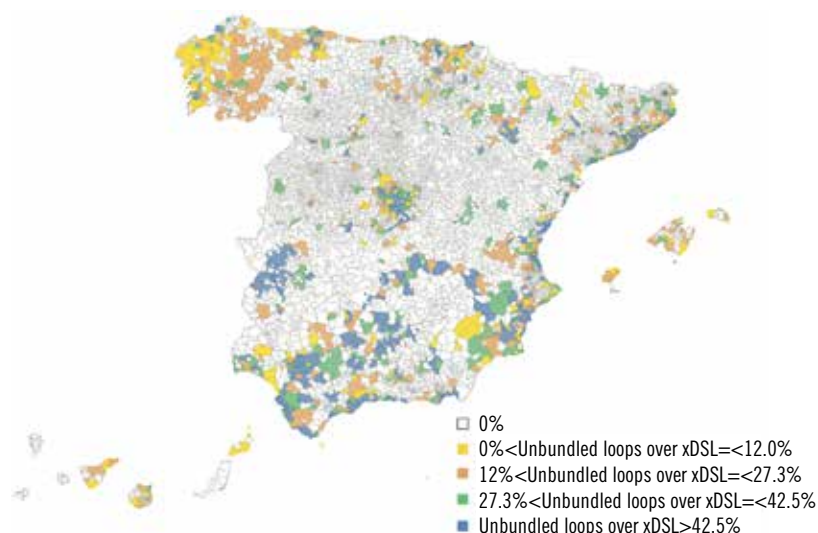 0%
0%<Unbundled loops over xDSL=<12.0%
12%<Unbundled loops over xDSL=<27.3%
27.3%<Unbundled loops over xDSL=<42.5%
Unbundled loops over xDSL>42.5%